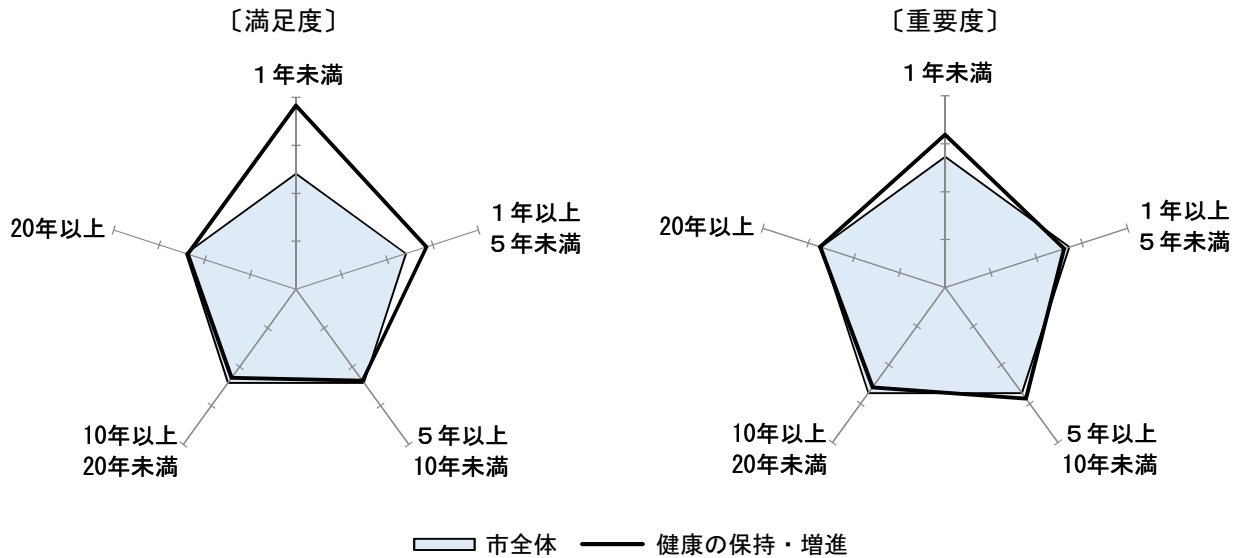 〔満足度〕
１年未満
１年以上
５年未満
５年以上
10年未満
10年以上
20年未満
20年以上
〔重要度〕
１年未満
１年以上
５年未満
５年以上
10年未満
10年以上
20年未満
20年以上
市全体
健康の保持・増進